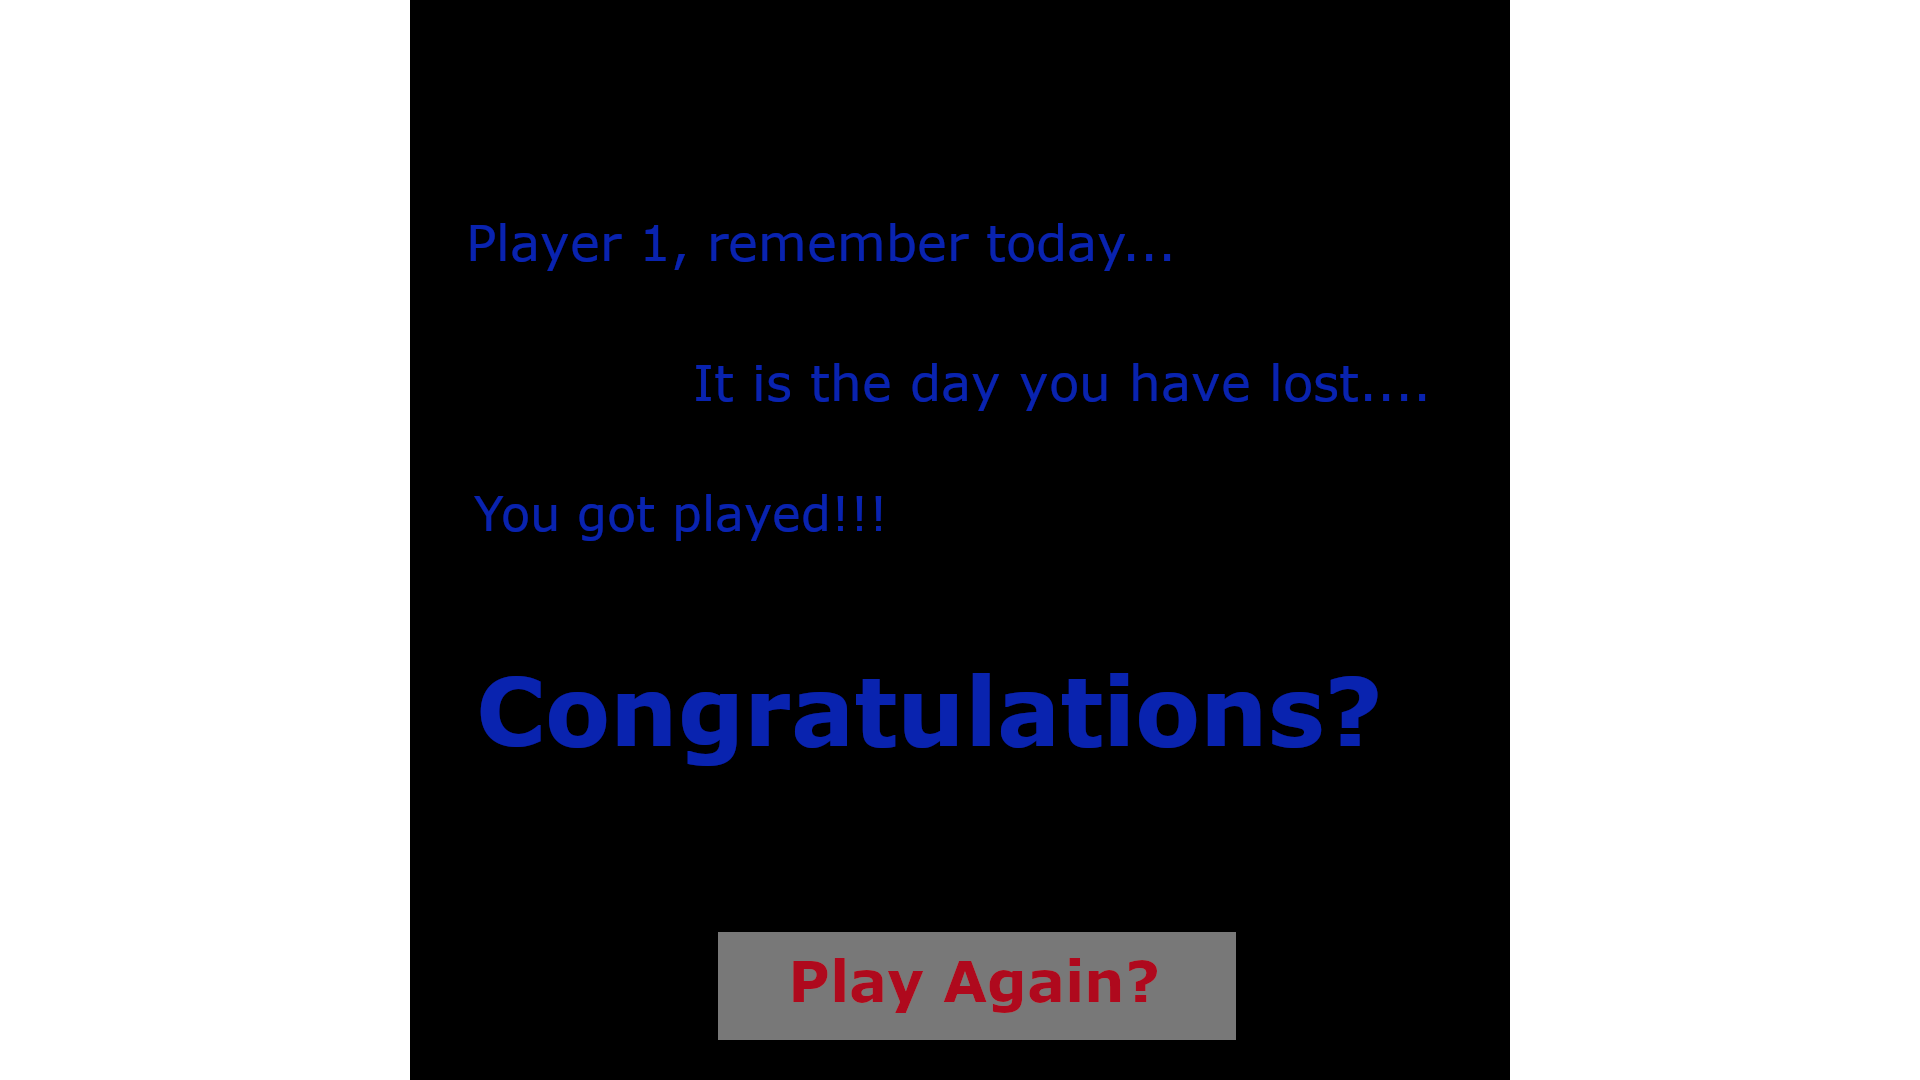 Player 1, remember today...
It is the day you have lost....
You got played!!!
Congratulations?
Play Again?